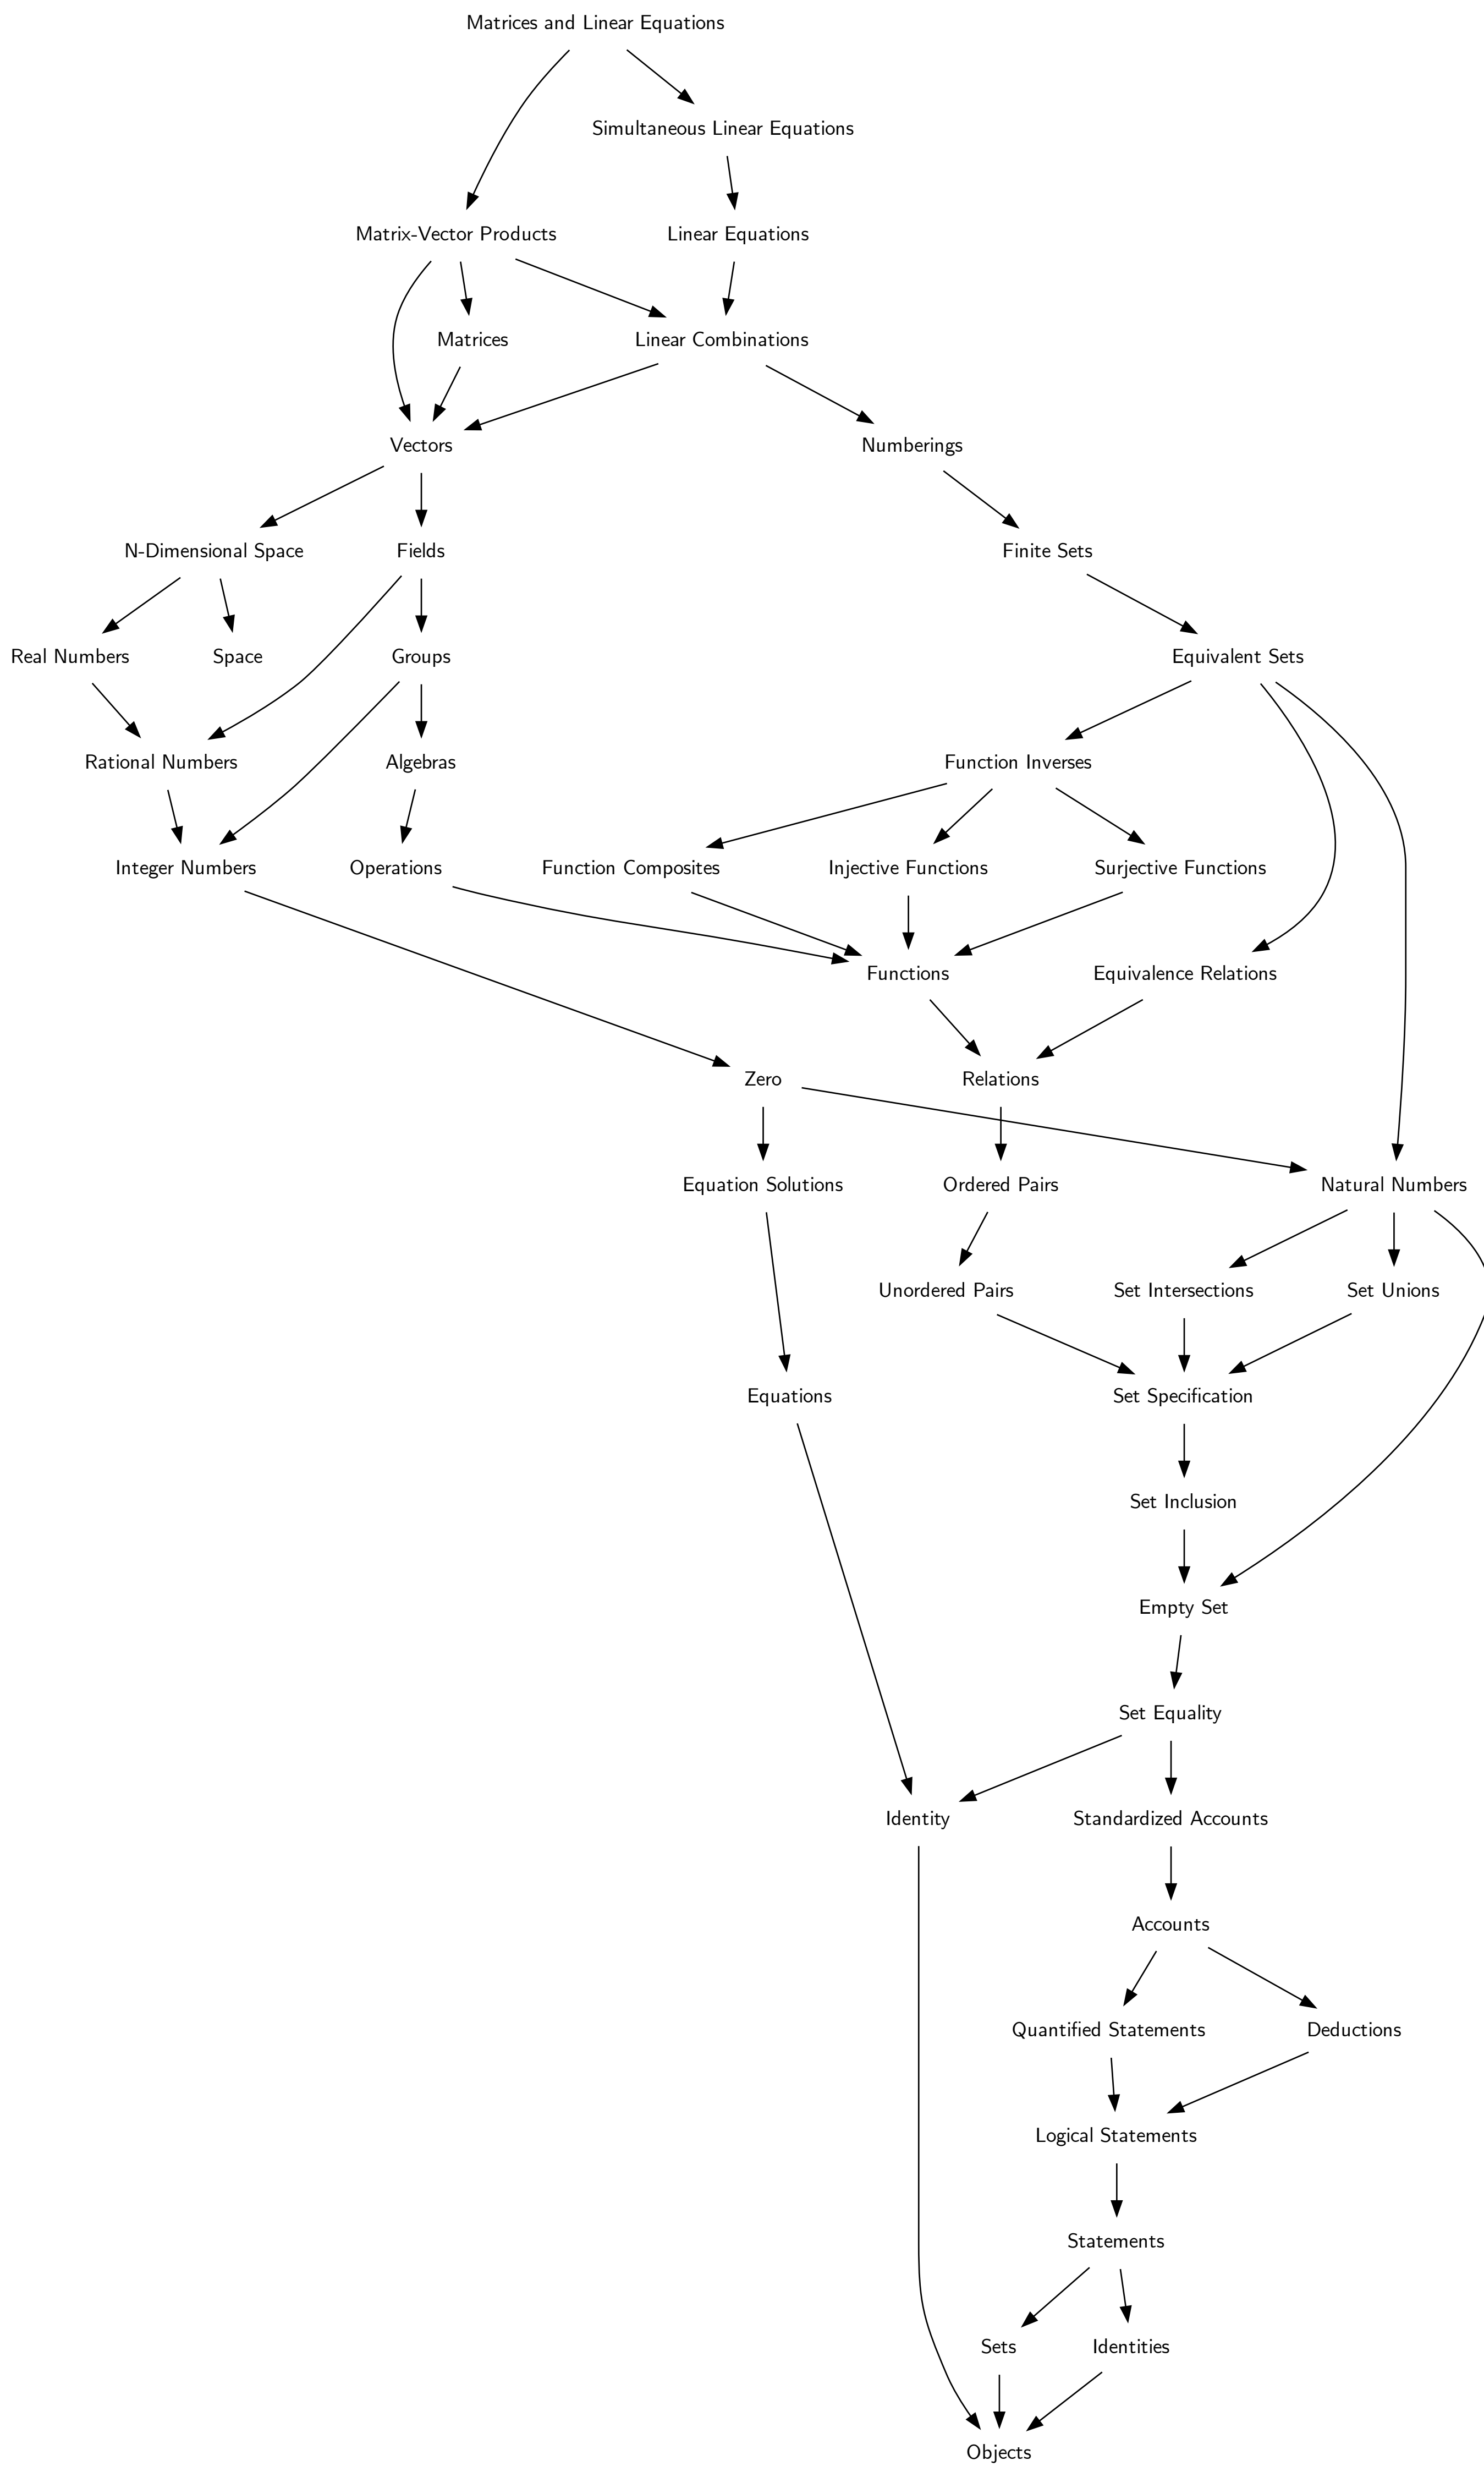 Matrices and Linear Equations
Simultaneous Linear Equations
Matrix-Vector Products
Linear Equations
Matrices
Linear Combinations
Vectors
Numberings
N-Dimensional Space
Fields
Finite Sets
Real Numbers
Space
Groups
Equivalent Sets
Rational Numbers
Algebras
Function Inverses
Integer Numbers
Operations
Function Composites
Injective Functions
Surjective Functions
Functions
Equivalence Relations
Zero
Relations
Equation Solutions
Ordered Pairs
Natural Numbers
Unordered Pairs
Set Intersections
Set Unions
Equations
Set Specification
Set Inclusion
Empty Set
Set Equality
Identity
Standardized Accounts
Accounts
Quantified Statements
Deductions
Logical Statements
Statements
Sets
Identities
Objects